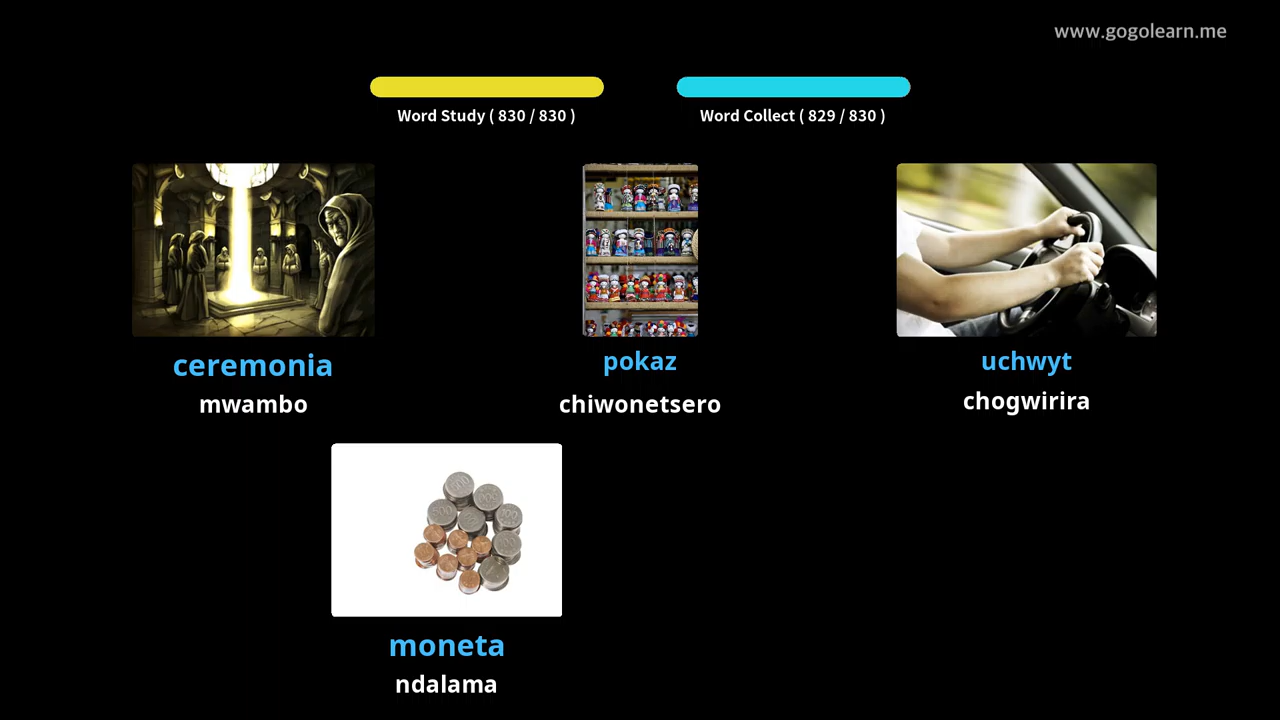 www.gogolearn.me
Word Study ( 830 / 830 )
Word Collect ( 829 / 830 )
ceremonia
mwambo
pokaz
chiwonetsero
uchwyt
chogwirira
moneta
ndalama